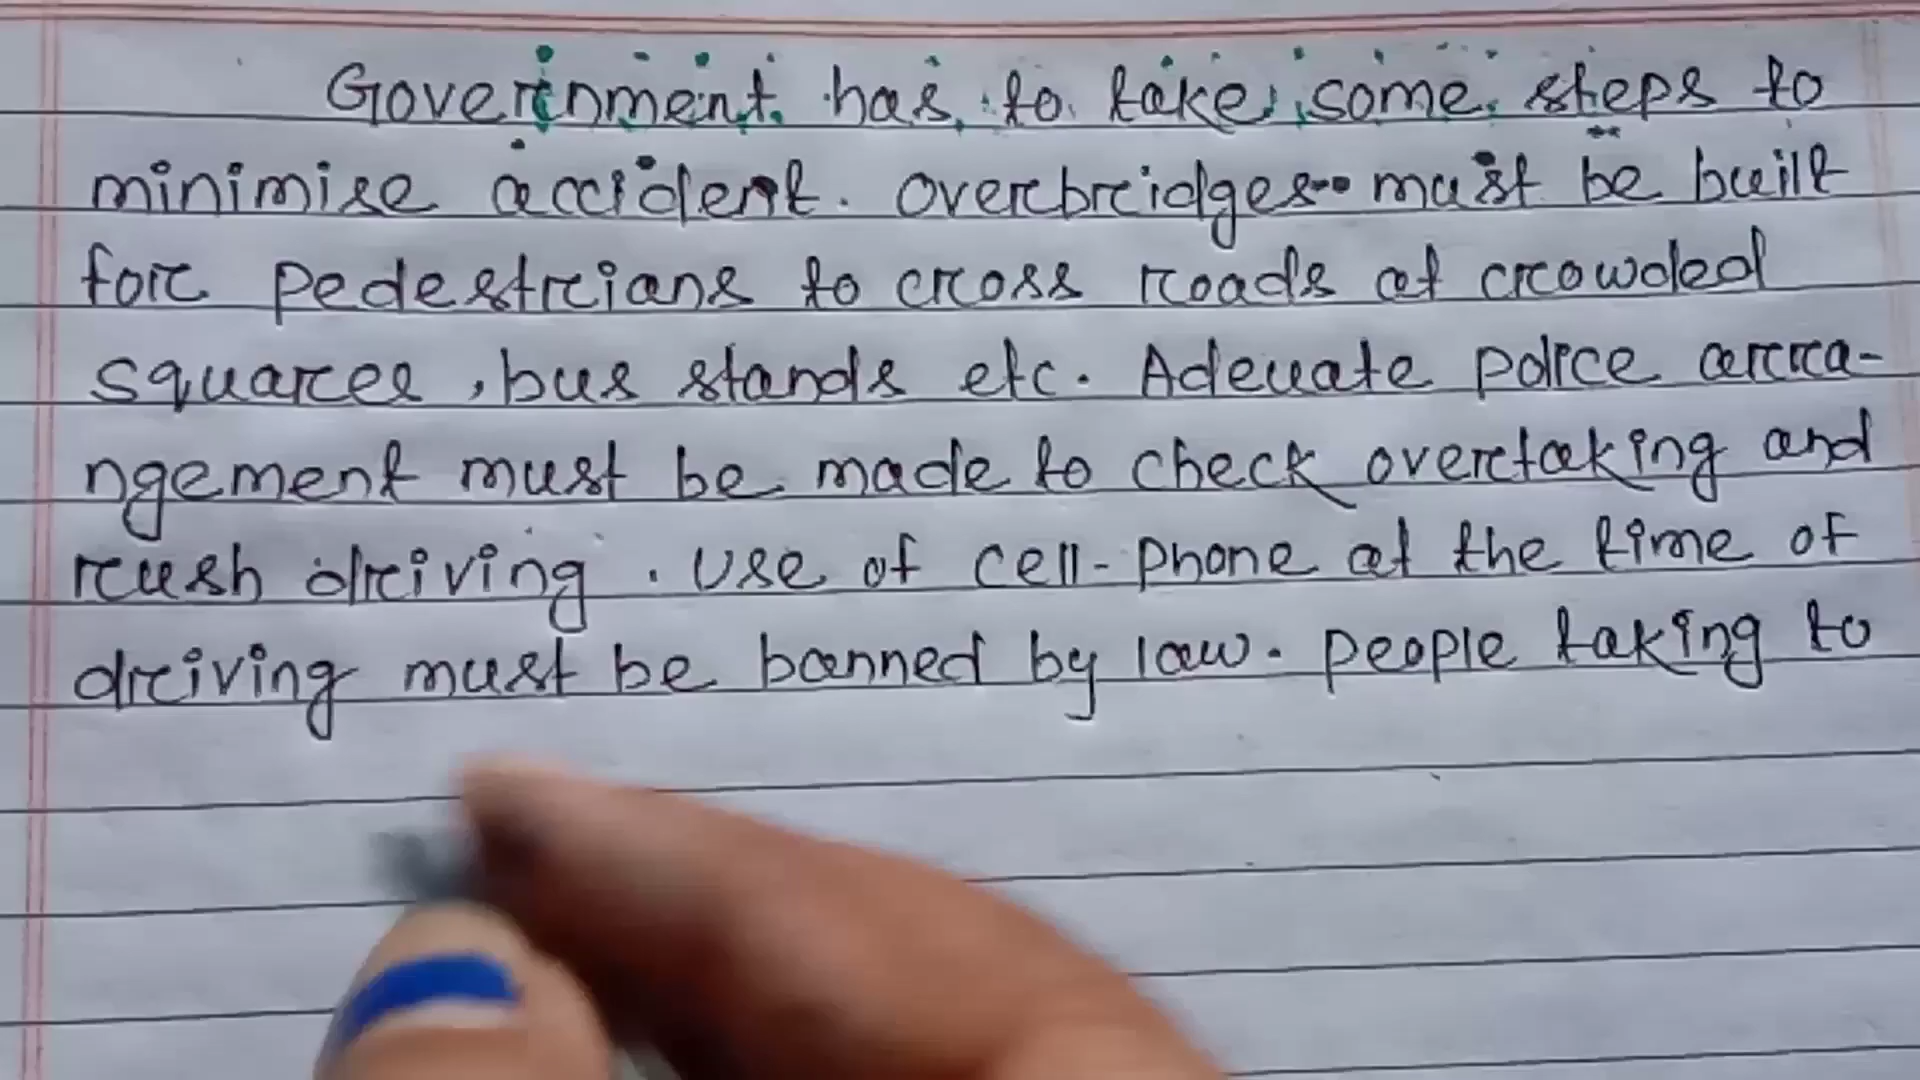 Government has to take some steps to
minimise accident. overbridges must be built
for pedestrians to cross roads at crowded
squares, bus stands etc. Adeuate police arra-
ngement must be made to check overtaking and
rush driving. Use of cell-phone at the time of
driving must be banned by law. people taking to